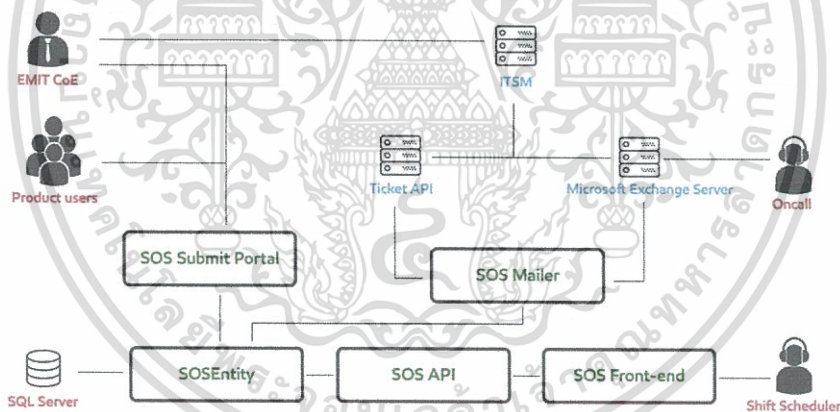 EMIT CoE
ITSM
Product users
Ticket API
Microsoft Exchange Server
Oncall
SOS Submit Portal
SOS Mailer
SQL Server
SOSEntity
SOS API
SOS Front-end
Shift Scheduler